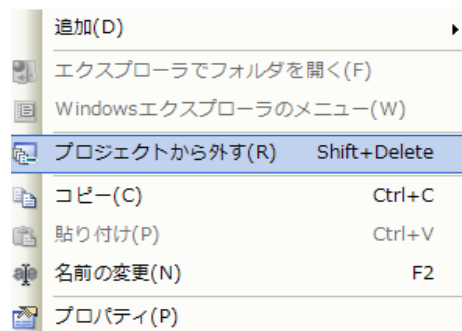 追加(D)
エクスプローラでフォルダを開く(F)
Windowsエクスプローラのメニュー(W)
プロジェクトから外す(R) Shift+Delete
コピー(C) Ctrl+C
貼り付け(P) Ctrl+V
名前の変更(N) F2
プロパティ(P)